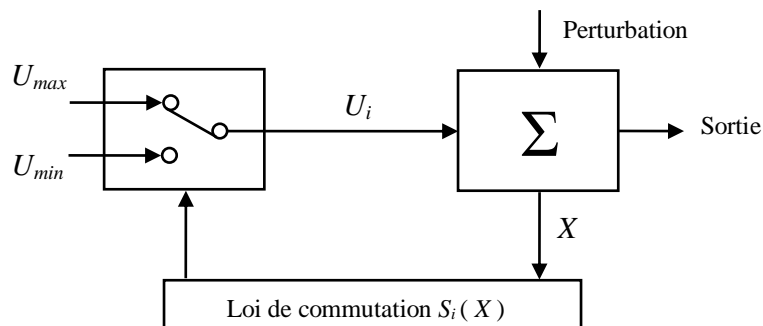 Perturbation
U_max
U_i
Σ
Sortie
U_min
X
Loi de commutation S_i ( X )